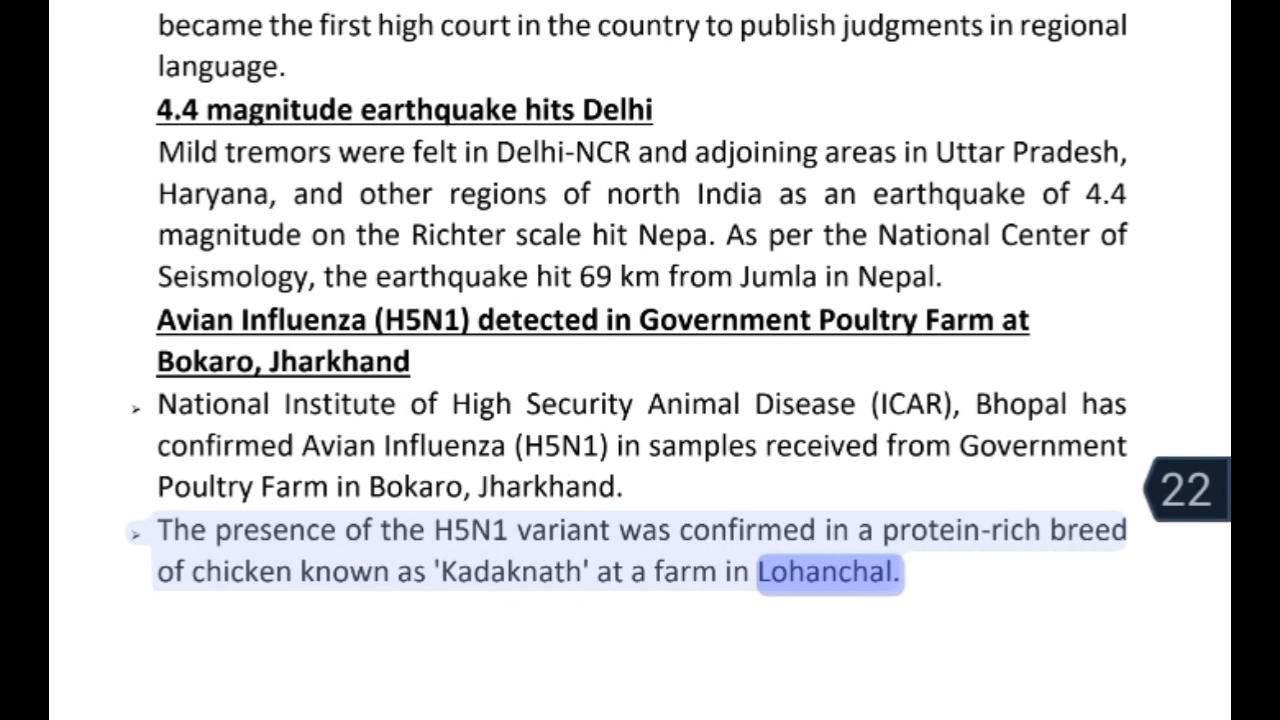 became the first high court in the country to publish judgments in regional
language.
4.4 magnitude earthquake hits Delhi
Mild tremors were felt in Delhi-NCR and adjoining areas in Uttar Pradesh,
Haryana, and other regions of north India as an earthquake of 4.4
magnitude on the Richter scale hit Nepa. As per the National Center of
Seismology, the earthquake hit 69 km from Jumla in Nepal.
Avian Influenza (H5N1) detected in Government Poultry Farm at
Bokaro, Jharkhand
➢ National Institute of High Security Animal Disease (ICAR), Bhopal has
confirmed Avian Influenza (H5N1) in samples received from Government
Poultry Farm in Bokaro, Jharkhand.
22
➢ The presence of the H5N1 variant was confirmed in a protein-rich breed
of chicken known as 'Kadaknath' at a farm in Lohanchal.